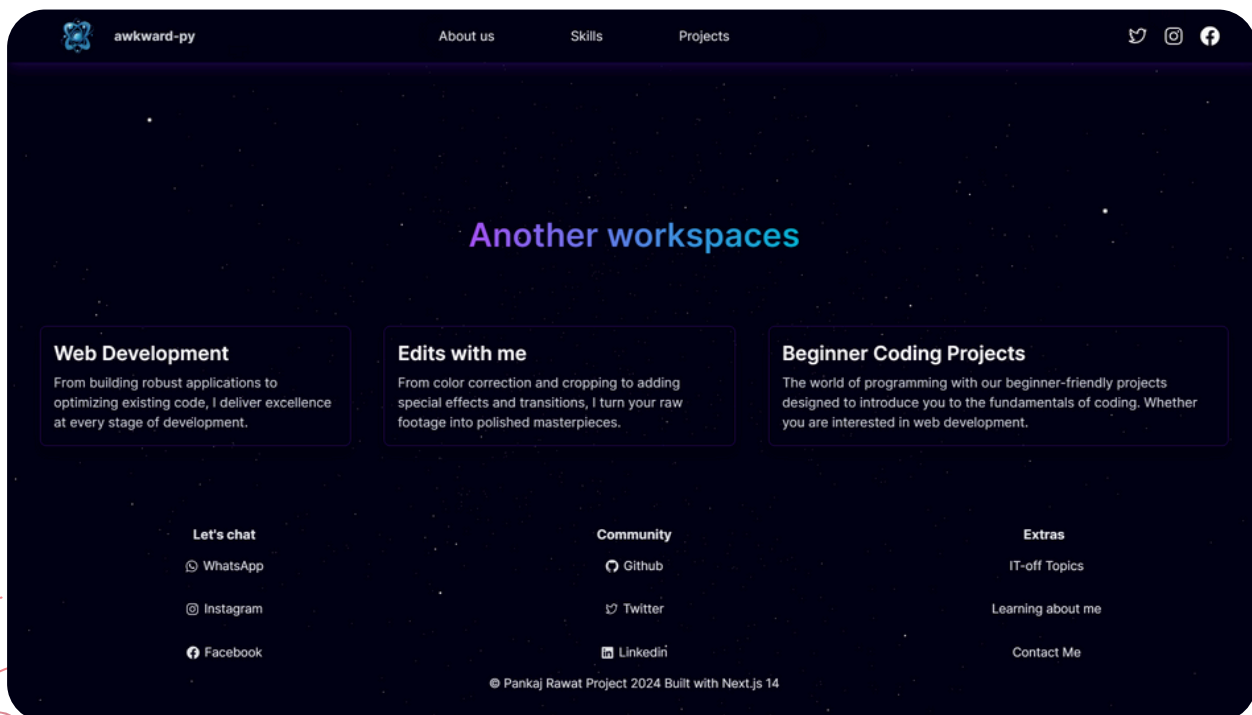 awkward-py
About us
Skills
Projects
Another workspaces
Web Development
From building robust applications to
optimizing existing code, I deliver excellence
at every stage of development.
Edits with me
From color correction and cropping to adding
special effects and transitions, I turn your raw
footage into polished masterpieces.
Beginner Coding Projects
The world of programming with our beginner-friendly projects
designed to introduce you to the fundamentals of coding. Whether
you are interested in web development.
Let's chat
WhatsApp
Instagram
Facebook
Community
Github
Twitter
Linkedin
Extras
IT-off Topics
Learning about me
Contact Me
© Pankaj Rawat Project 2024 Built with Next.js 14